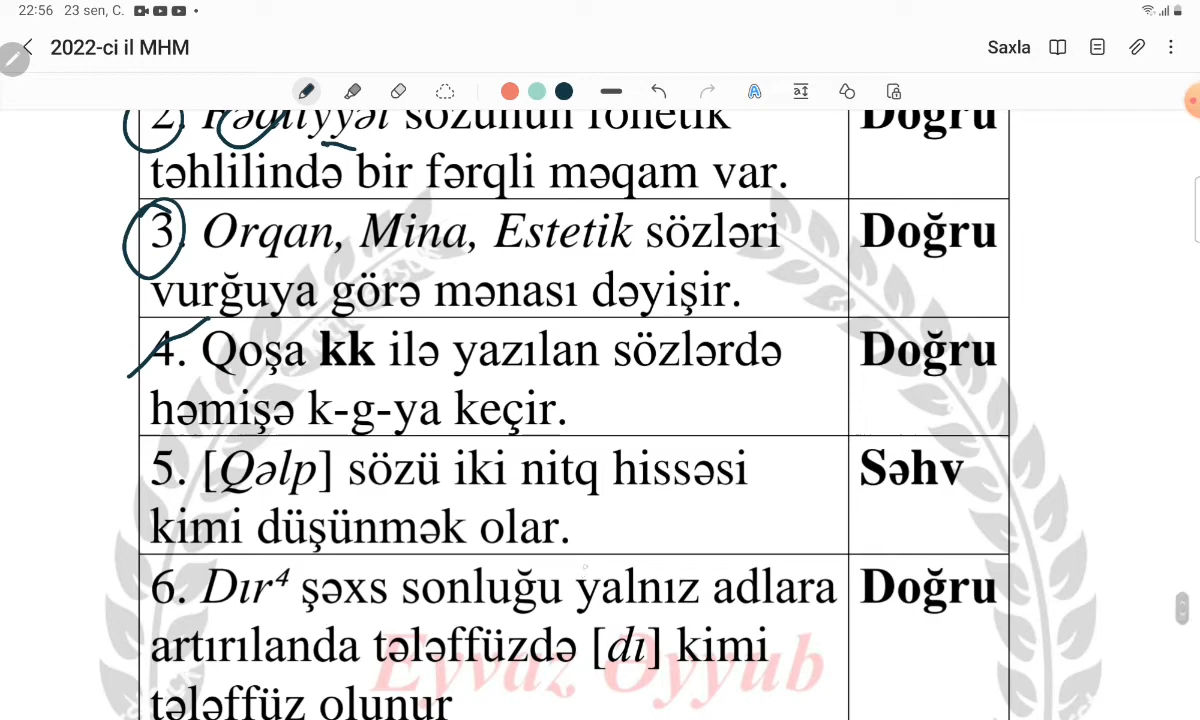 22:56 23 sen, C.
2022-ci il MHM
Saxla
2. Fəaliyyət sözünün fonetik Doğru
təhlilində bir fərqli məqam var.
3. Orqan, Mina, Estetik sözləri Doğru
vurğuya görə mənası dəyişir.
4. Qoşa kk ilə yazılan sözlərdə Doğru
həmişə k-g-ya keçir.
5. [Qəlp] sözü iki nitq hissəsi Səhv
kimi düşünmək olar.
6. Dır⁴ şəxs sonluğu yalnız adlara Doğru
artırılanda tələffüzdə [dı] kimi
tələffüz olunur
Eyvaz Əyyub